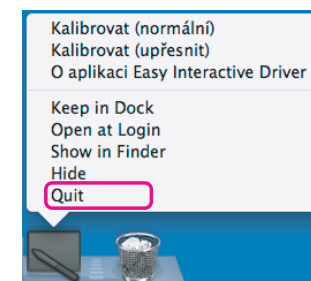 Kalibrovat (normální)
Kalibrovat (upřesnit)
O aplikaci Easy Interactive Driver
Keep in Dock
Open at Login
Show in Finder
Hide
Quit